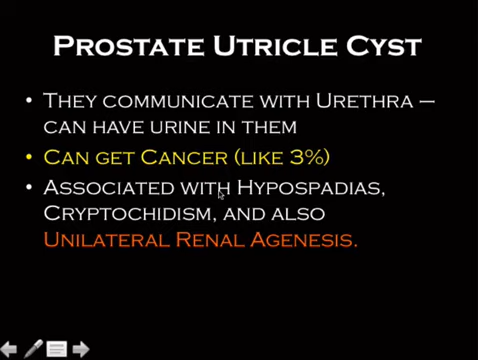 Prostate Utricle Cyst
• They communicate with Urethra – can have urine in them
• Can get Cancer (like 3%)
• Associated with Hypospadias, Cryptochidism, and also Unilateral Renal Agenesis.